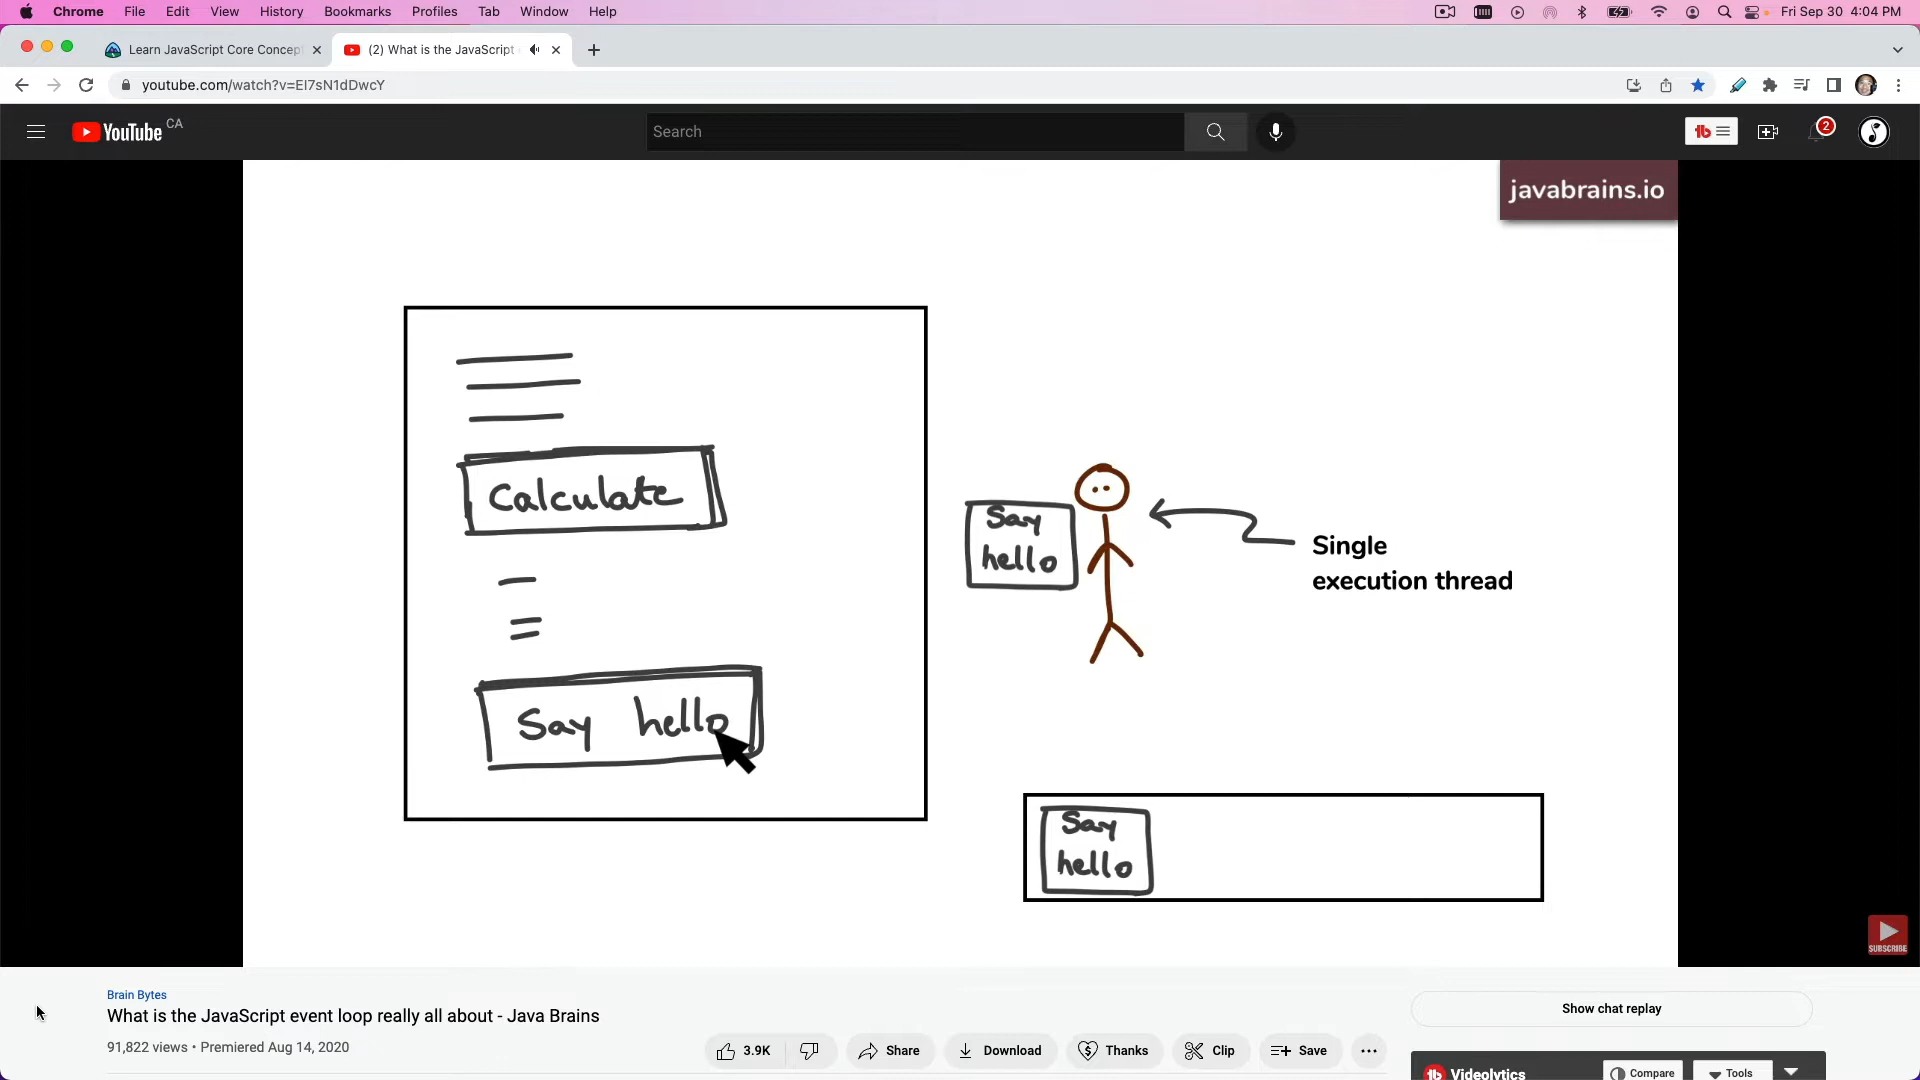 Chrome File Edit View History Bookmarks Profiles Tab Window Help
Fri Sep 30 4:04 PM
Learn JavaScript Core Concep
(2) What is the JavaScript
youtube.com/watch?v=EI7sN1dDwcY
YouTube CA
Search
2
javabrains.io
Calculate
Say hello
Say
hello
Single
execution thread
Say
hello
SUBSCRIBE
Brain Bytes
What is the JavaScript event loop really all about - Java Brains
91,822 views • Premiered Aug 14, 2020
3.9K
Share
Download
Thanks
Clip
Save
Show chat replay
Videolytics
Compare
Tools